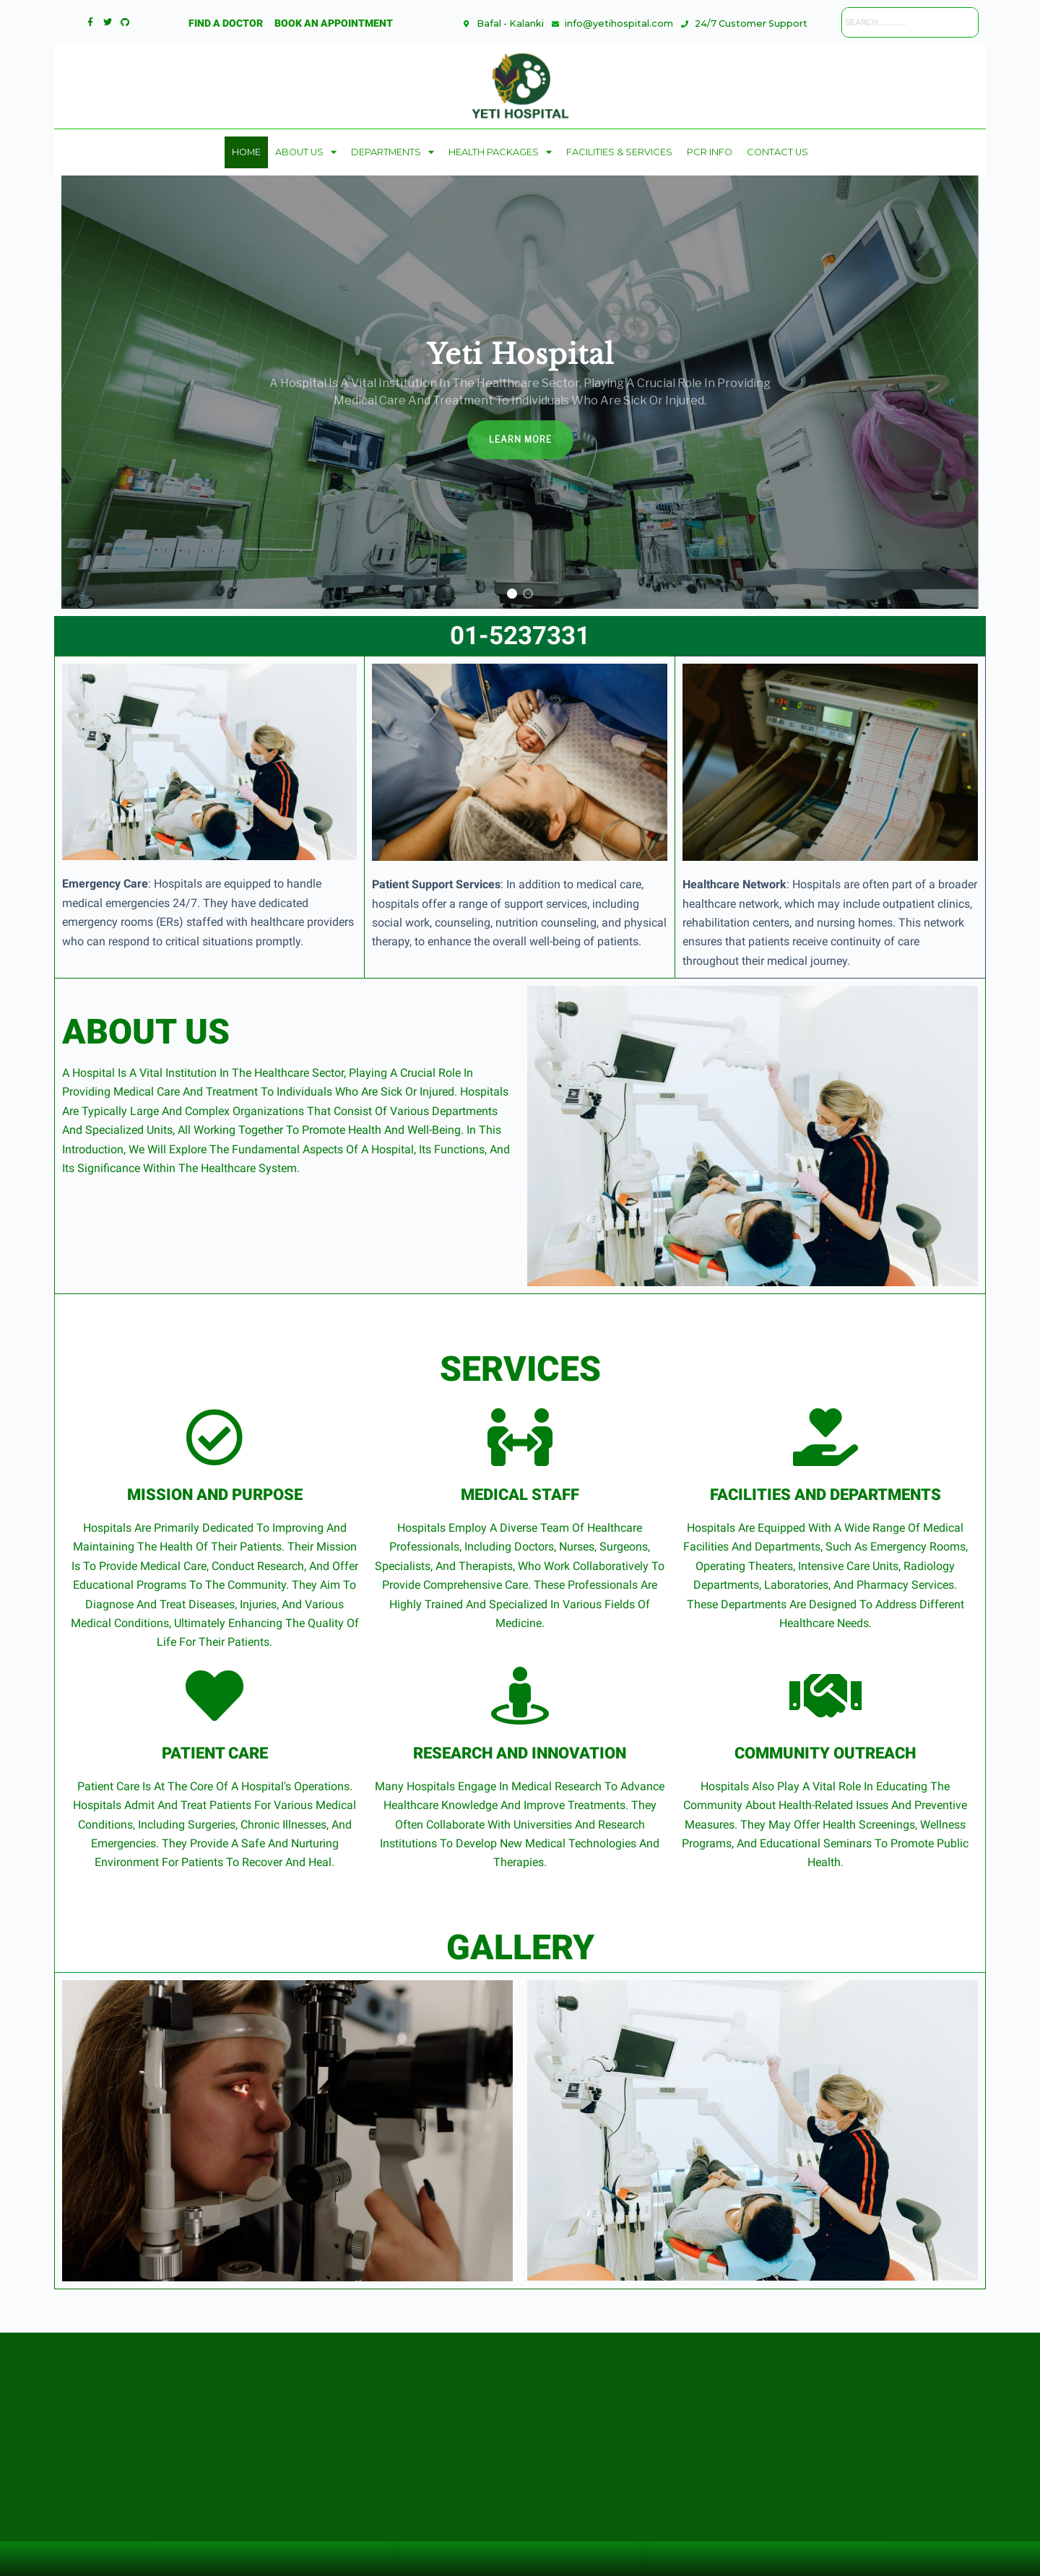 FIND A DOCTOR BOOK AN APPOINTMENT
Bafal - Kalanki info@yetihospital.com 24/7 Customer Support
SEARCH
YETI HOSPITAL
HOME ABOUT US DEPARTMENTS HEALTH PACKAGES FACILITIES & SERVICES PCR INFO CONTACT US
Yeti Hospital
A Hospital Is A Vital Institution In The Healthcare Sector, Playing A Crucial Role In Providing
Medical Care And Treatment To Individuals Who Are Sick Or Injured.
LEARN MORE
01-5237331
Emergency Care: Hospitals are equipped to handle
medical emergencies 24/7. They have dedicated
emergency rooms (ERs) staffed with healthcare providers
who can respond to critical situations promptly.
Patient Support Services: In addition to medical care,
hospitals offer a range of support services, including
social work, counseling, nutrition counseling, and physical
therapy, to enhance the overall well-being of patients.
Healthcare Network: Hospitals are often part of a broader
healthcare network, which may include outpatient clinics,
rehabilitation centers, and nursing homes. This network
ensures that patients receive continuity of care
throughout their medical journey.
ABOUT US
A Hospital Is A Vital Institution In The Healthcare Sector, Playing A Crucial Role In
Providing Medical Care And Treatment To Individuals Who Are Sick Or Injured. Hospitals
Are Typically Large And Complex Organizations That Consist Of Various Departments
And Specialized Units, All Working Together To Promote Health And Well-Being. In This
Introduction, We Will Explore The Fundamental Aspects Of A Hospital, Its Functions, And
Its Significance Within The Healthcare System.
SERVICES
MISSION AND PURPOSE
Hospitals Are Primarily Dedicated To Improving And
Maintaining The Health Of Their Patients. Their Mission
Is To Provide Medical Care, Conduct Research, And Offer
Educational Programs To The Community. They Aim To
Diagnose And Treat Diseases, Injuries, And Various
Medical Conditions, Ultimately Enhancing The Quality Of
Life For Their Patients.
MEDICAL STAFF
Hospitals Employ A Diverse Team Of Healthcare
Professionals, Including Doctors, Nurses, Surgeons,
Specialists, And Therapists, Who Work Collaboratively To
Provide Comprehensive Care. These Professionals Are
Highly Trained And Specialized In Various Fields Of
Medicine.
FACILITIES AND DEPARTMENTS
Hospitals Are Equipped With A Wide Range Of Medical
Facilities And Departments, Such As Emergency Rooms,
Operating Theaters, Intensive Care Units, Radiology
Departments, Laboratories, And Pharmacy Services.
These Departments Are Designed To Address Different
Healthcare Needs.
PATIENT CARE
Patient Care Is At The Core Of A Hospital's Operations.
Hospitals Admit And Treat Patients For Various Medical
Conditions, Including Surgeries, Chronic Illnesses, And
Emergencies. They Provide A Safe And Nurturing
Environment For Patients To Recover And Heal.
RESEARCH AND INNOVATION
Many Hospitals Engage In Medical Research To Advance
Healthcare Knowledge And Improve Treatments. They
Often Collaborate With Universities And Research
Institutions To Develop New Medical Technologies And
Therapies.
COMMUNITY OUTREACH
Hospitals Also Play A Vital Role In Educating The
Community About Health-Related Issues And Preventive
Measures. They May Offer Health Screenings, Wellness
Programs, And Educational Seminars To Promote Public
Health.
GALLERY